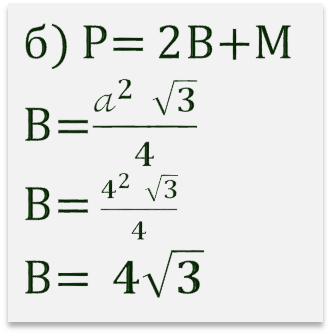 б) P= 2B+M
B= a² √3 / 4
B= 4² √3 / 4
B= 4√3